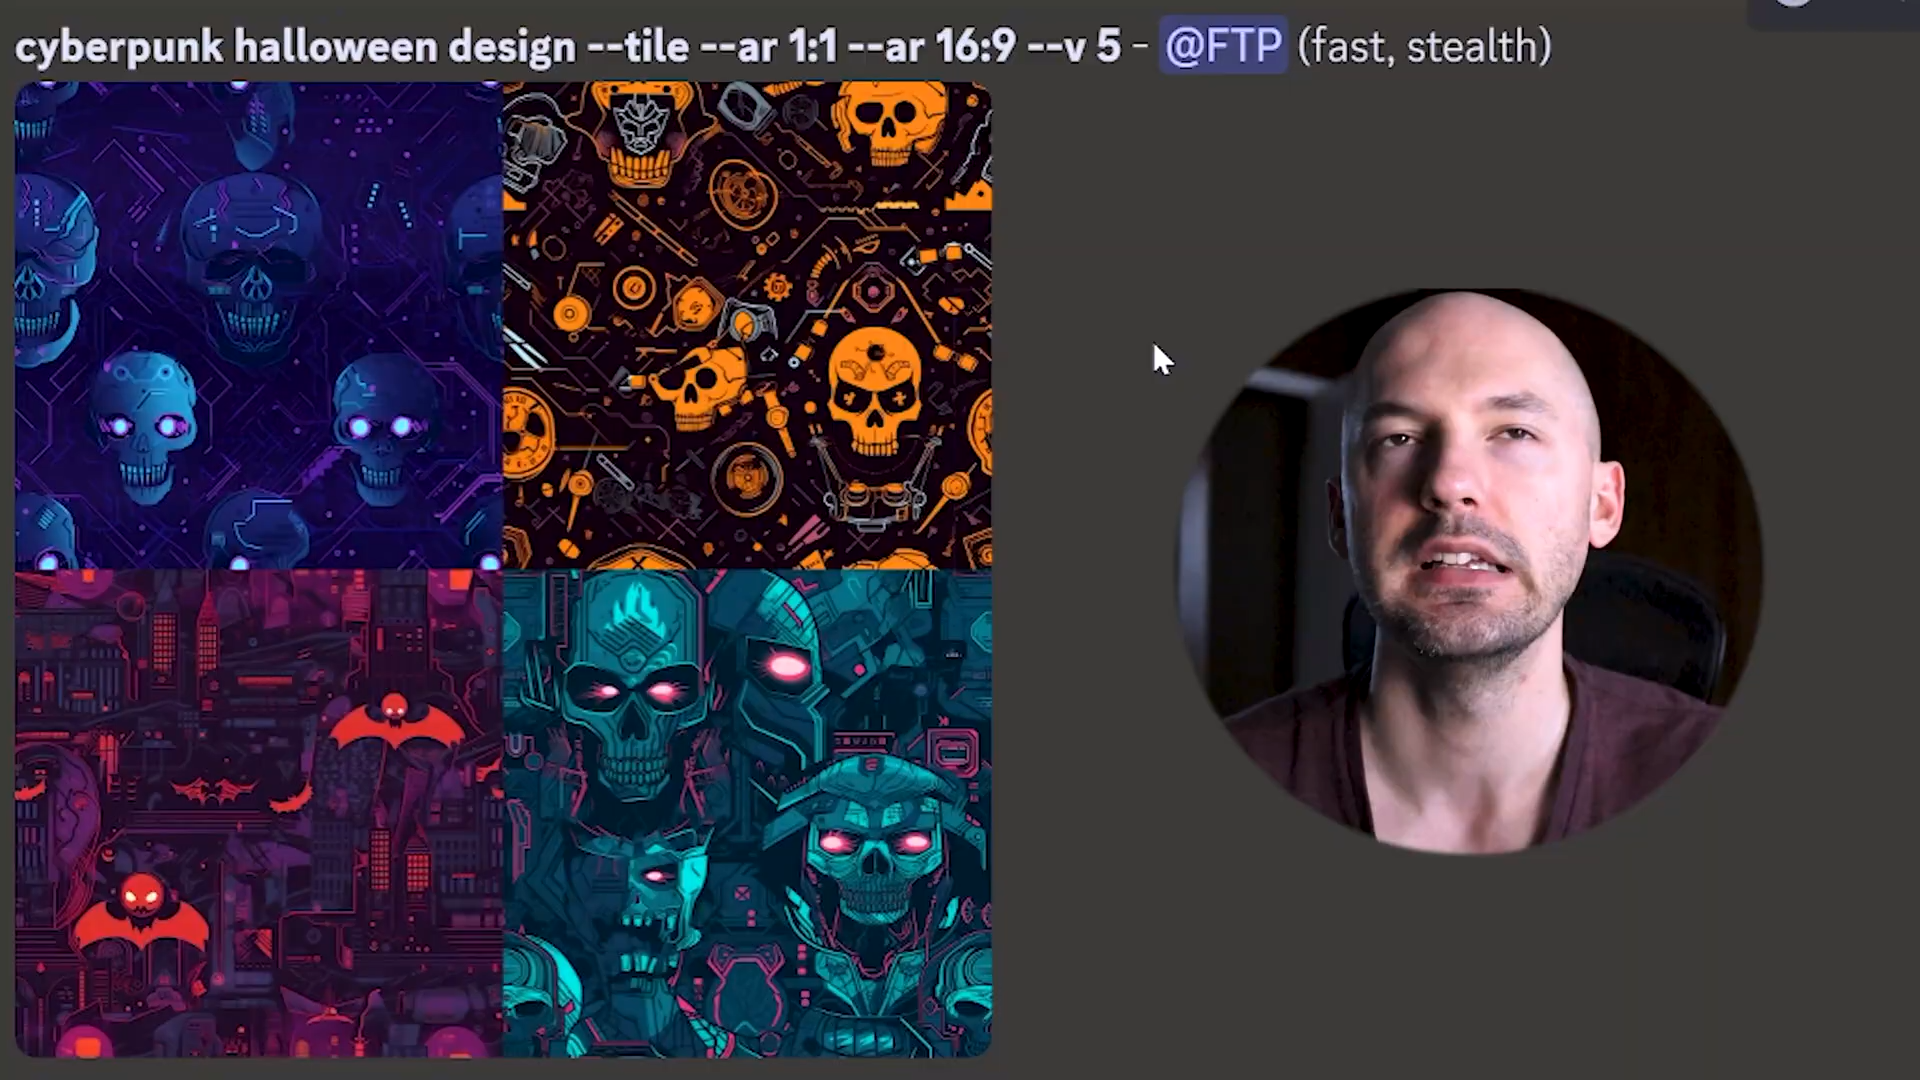 cyberpunk halloween design --tile --ar 1:1 --ar 16:9 --v 5 - @FTP (fast, stealth)